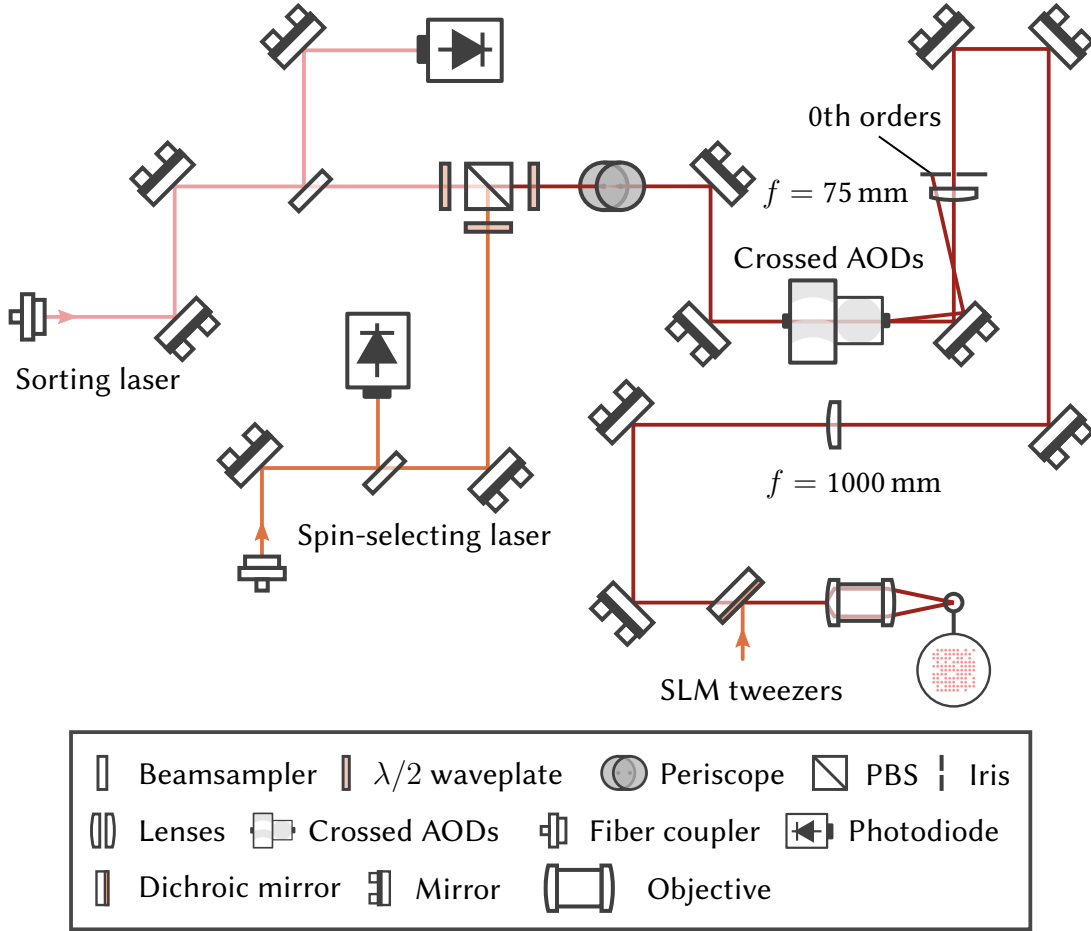 0th orders
f = 75 mm
Crossed AODs
Sorting laser
f = 1000 mm
Spin-selecting laser
SLM tweezers
Beamsampler λ/2 waveplate Periscope PBS Iris
Lenses Crossed AODs Fiber coupler Photodiode
Dichroic mirror Mirror Objective